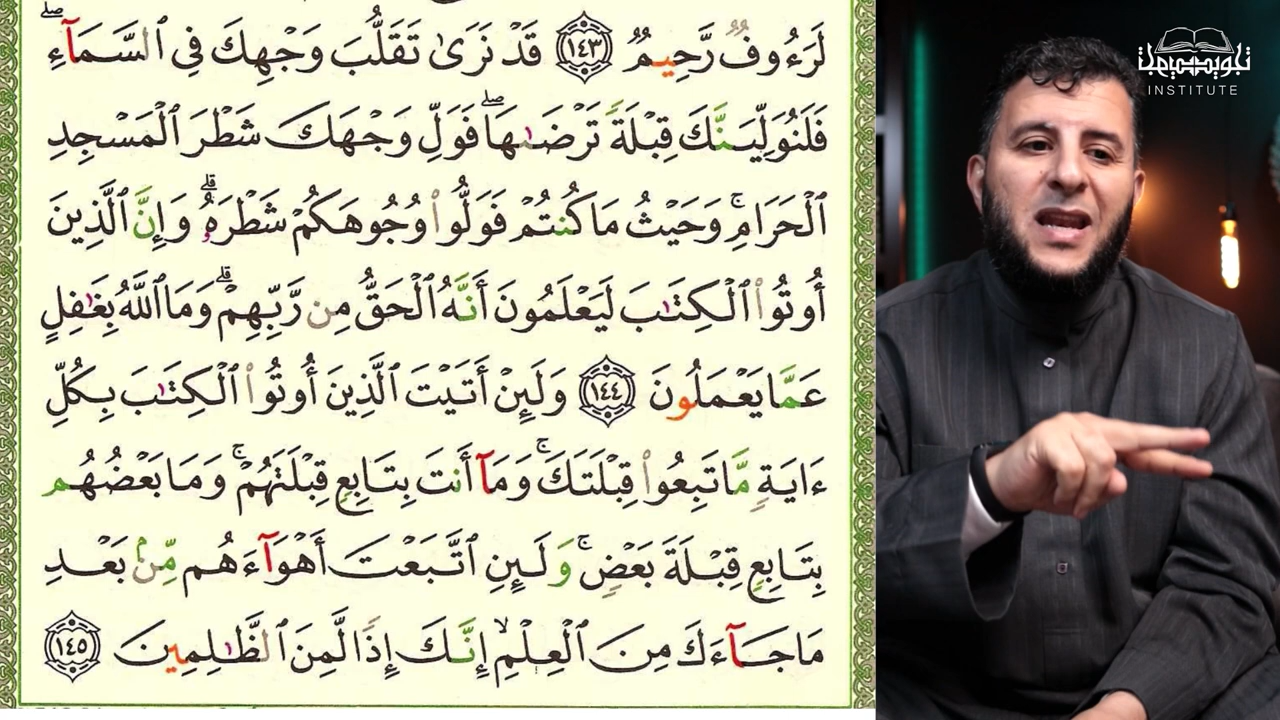 لَرَءُوفٌ رَّحِيمٌ ١٤٣ قَدْ نَرَىٰ تَقَلُّبَ وَجْهِكَ فِي ٱلسَّمَآءِۖ
فَلَنُوَلِّيَنَّكَ قِبْلَةً تَرْضَىٰهَاۖ فَوَلِّ وَجْهَكَ شَطْرَ ٱلْمَسْجِدِ
ٱلْحَرَامِۚ وَحَيْثُ مَا كُنتُمْ فَوَلُّوا۟ وُجُوهَكُمْ شَطْرَهُۥۗ وَإِنَّ ٱلَّذِينَ
أُوتُوا۟ ٱلْكِتَٰبَ لَيَعْلَمُونَ أَنَّهُ ٱلْحَقُّ مِن رَّبِّهِمْۗ وَمَا ٱللَّهُ بِغَٰفِلٍ
عَمَّا يَعْمَلُونَ ١٤٤ وَلَئِنْ أَتَيْتَ ٱلَّذِينَ أُوتُوا۟ ٱلْكِتَٰبَ بِكُلِّ
ءَايَةٍ مَّا تَبِعُوا۟ قِبْلَتَكَۚ وَمَآ أَنتَ بِتَابِعٍ قِبْلَتَهُمْۚ وَمَا بَعْضُهُم
بِتَابِعٍ قِبْلَةَ بَعْضٍۚ وَلَئِنِ ٱتَّبَعْتَ أَهْوَآءَهُم مِّنۢ بَعْدِ
مَا جَآءَكَ مِنَ ٱلْعِلْمِۙ إِنَّكَ إِذًا لَّمِنَ ٱلظَّٰلِمِينَ ١٤٥
INSTITUTE